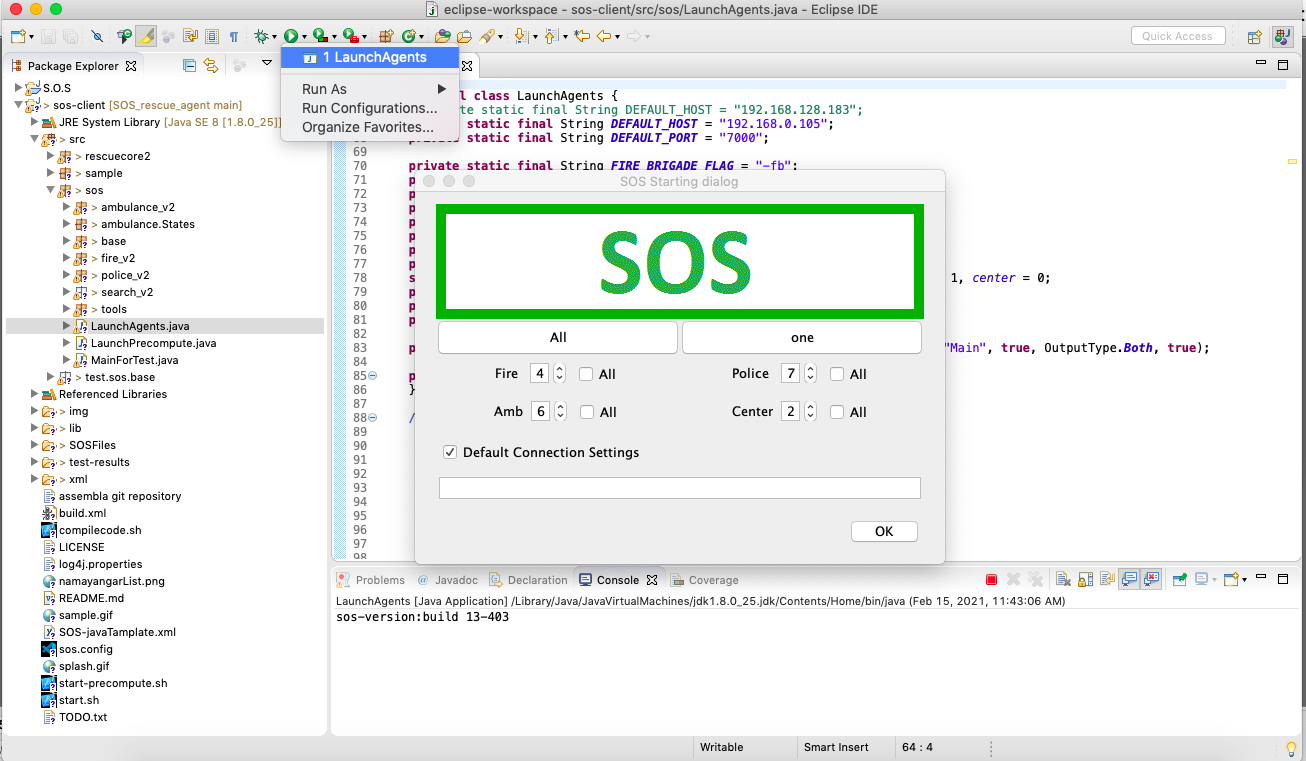 eclipse-workspace - sos-client/src/sos/LaunchAgents.java - Eclipse IDE
Quick Access
1 LaunchAgents
Run As
Run Configurations...
Organize Favorites...
Package Explorer
S.O.S
> sos-client [SOS_rescue_agent main]
JRE System Library [Java SE 8 [1.8.0_25]]
> src
> rescuecore2
> sample
> sos
> ambulance_v2
> ambulance.States
> base
> fire_v2
> police_v2
> search_v2
> tools
LaunchAgents.java
LaunchPrecompute.java
MainForTest.java
> test.sos.base
Referenced Libraries
> img
> lib
> SOSFiles
> test-results
> xml
assembla git repository
build.xml
compilecode.sh
LICENSE
log4j.properties
namayangarList.png
README.md
sample.gif
SOS-javaTamplate.xml
sos.config
splash.gif
start-precompute.sh
start.sh
TODO.txt
class LaunchAgents {
static final String DEFAULT_HOST = "192.168.128.183";
static final String DEFAULT_HOST = "192.168.0.105";
static final String DEFAULT_PORT = "7000";
69
70 private static final String FIRE_BRIGADE_FLAG = "-fb";
71 p
72 p
73 p
74 p
75 p
76 p
77 p
78 s 1, center = 0;
79 p
80 p
81 p
82
83 p "Main", true, OutputType.Both, true);
84
85 p
86 }
87
88 /
89
90
91
92
93
94
95
96
97
98
SOS Starting dialog
SOS
All one
Fire 4 All Police 7 All
Amb 6 All Center 2 All
Default Connection Settings
OK
Problems @ Javadoc Declaration Console Coverage
LaunchAgents [Java Application] /Library/Java/JavaVirtualMachines/jdk1.8.0_25.jdk/Contents/Home/bin/java (Feb 15, 2021, 11:43:06 AM)
sos-version:build 13-403
Writable Smart Insert 64 : 4